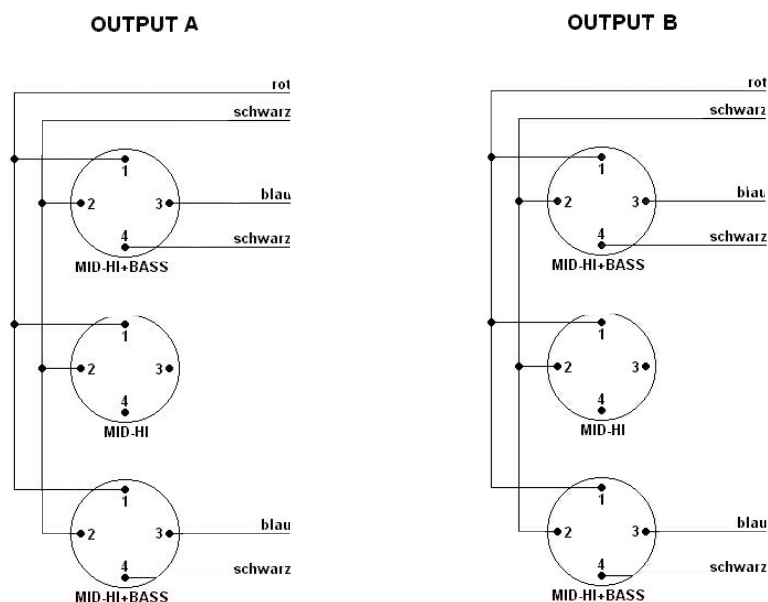 OUTPUT A
rot
schwarz
1
2
3
blau
4
schwarz
MID-HI+BASS
1
2
3
4
MID-HI
1
2
3
blau
4
schwarz
MID-HI+BASS
OUTPUT B
rot
schwarz
1
2
3
blau
4
schwarz
MID-HI+BASS
1
2
3
4
MID-HI
1
2
3
blau
4
schwarz
MID-HI+BASS